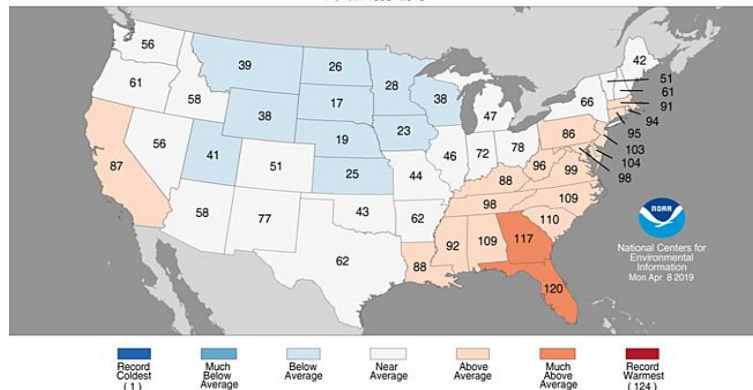 56
39
26
28
42
51
61
91
94
95
103
104
98
61
58
38
17
38
47
66
86
87
56
41
51
19
23
46
72
78
96
99
25
44
88
109
58
77
43
62
98
110
62
88
92
109
117
120
NOAA
National Centers for
Environmental
Information
Mon Apr 8 2019
Record
Coldest
( 1 )
Much
Below
Average
Below
Average
Near
Average
Above
Average
Much
Above
Average
Record
Warmest
( 124 )